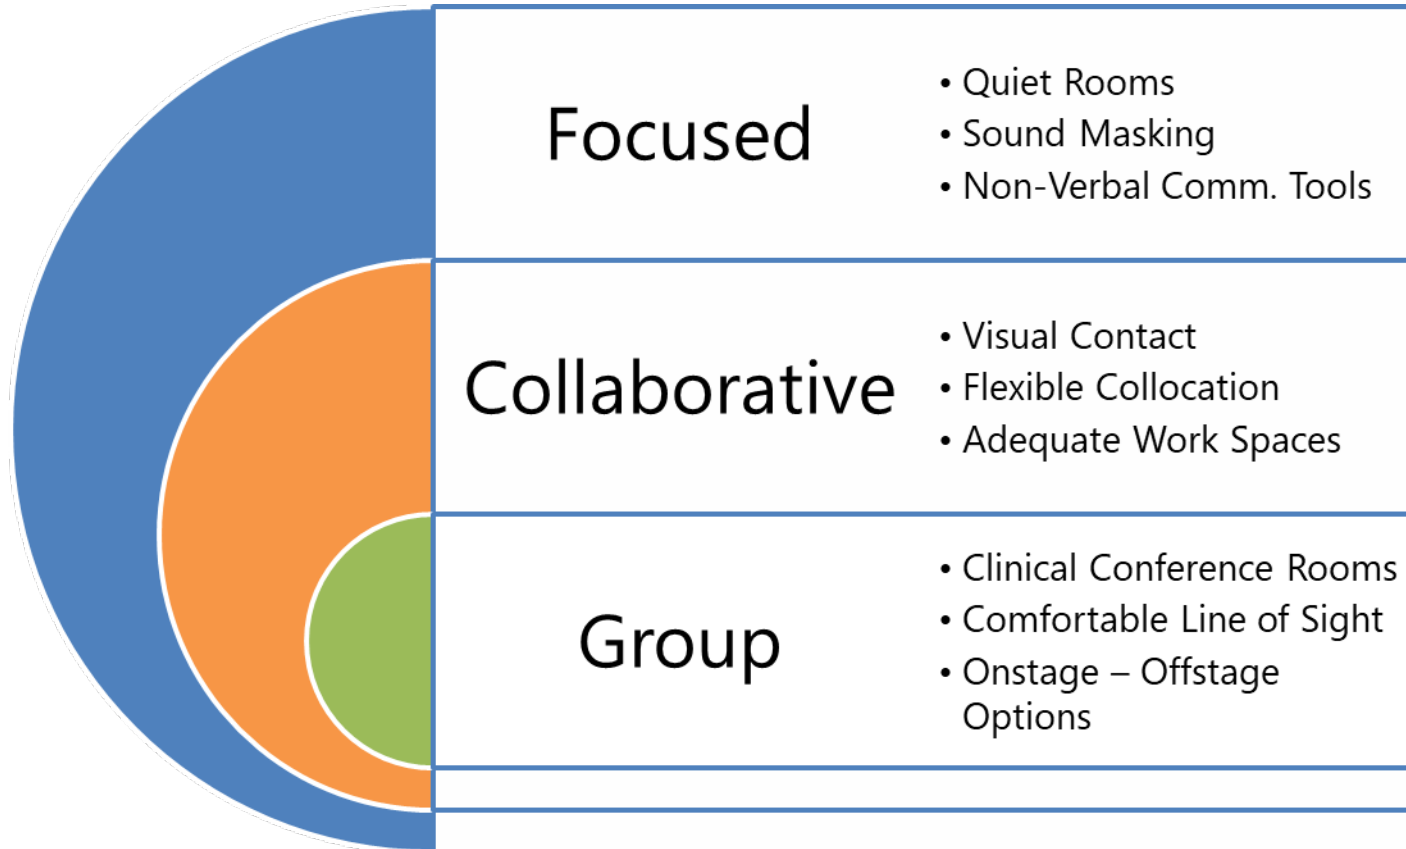 Focused
• Quiet Rooms
• Sound Masking
• Non-Verbal Comm. Tools
Collaborative
• Visual Contact
• Flexible Collocation
• Adequate Work Spaces
Group
• Clinical Conference Rooms
• Comfortable Line of Sight
• Onstage – Offstage
Options